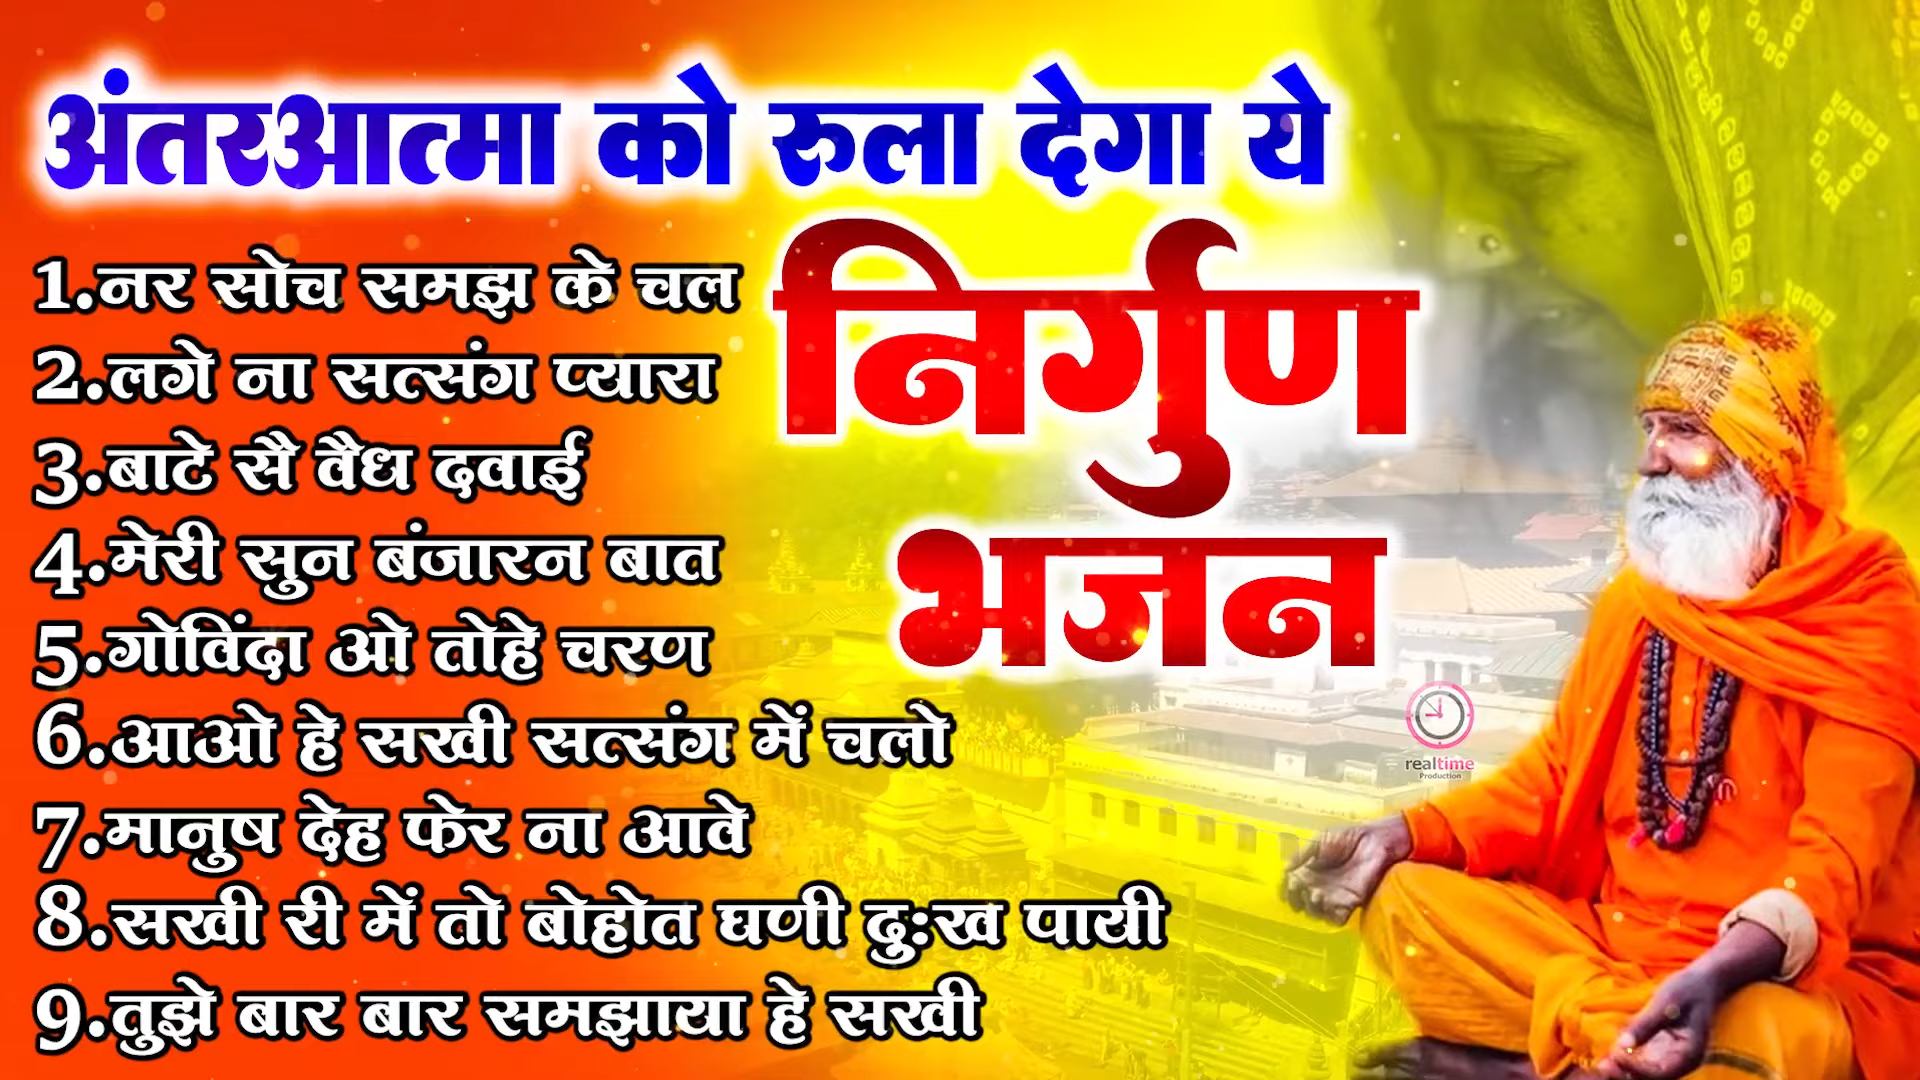 अंतरआत्मा को रुला देगा ये
निर्गुण
भजन
1.नर सोच समझ के चल
2.लगे ना सत्संग प्यारा
3.बाटे सै वैध दवाई
4.मेरी सुन बंजारन बात
5.गोविंदा ओ तोहे चरण
6.आओ हे सखी सत्संग में चलो
7.मानुष देह फेर ना आवे
8.सखी री में तो बोहोत घणी दुःख पायी
9.तुझे बार बार समझाया हे सखी
realtime
Production